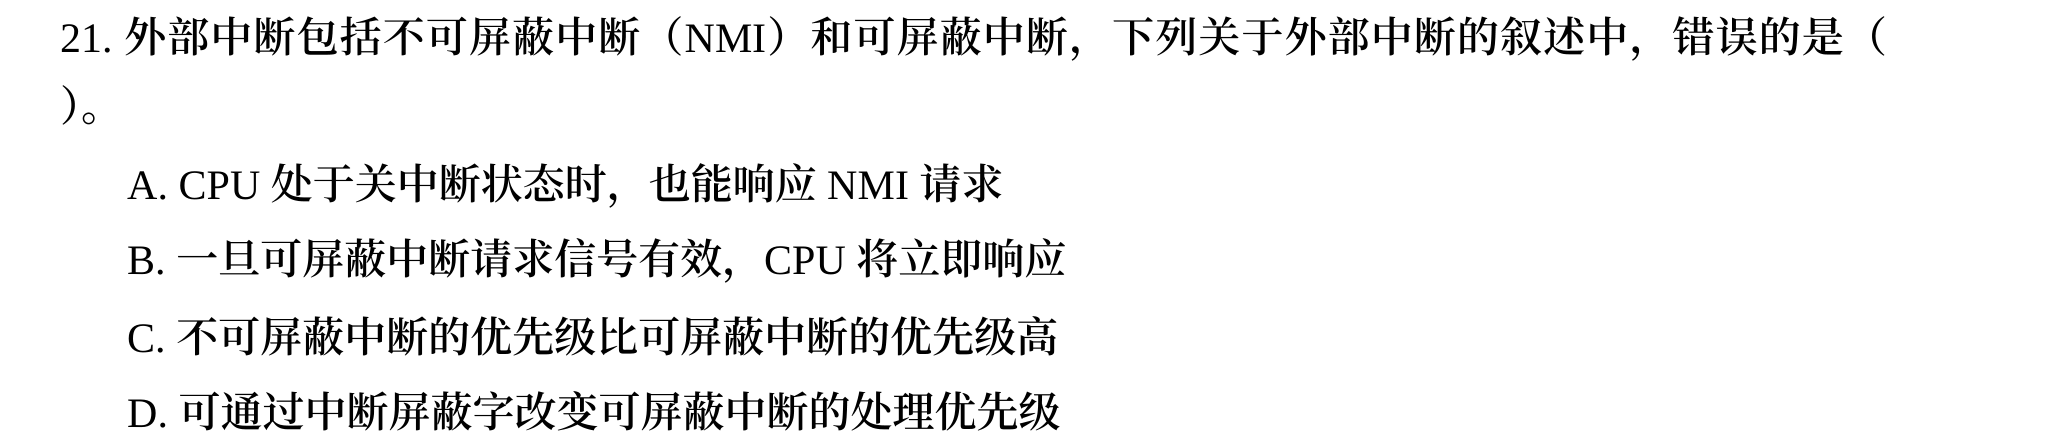 21. 外部中断包括不可屏蔽中断（NMI）和可屏蔽中断，下列关于外部中断的叙述中，错误的是（
）。
A. CPU 处于关中断状态时，也能响应 NMI 请求
B. 一旦可屏蔽中断请求信号有效，CPU 将立即响应
C. 不可屏蔽中断的优先级比可屏蔽中断的优先级高
D. 可通过中断屏蔽字改变可屏蔽中断的处理优先级